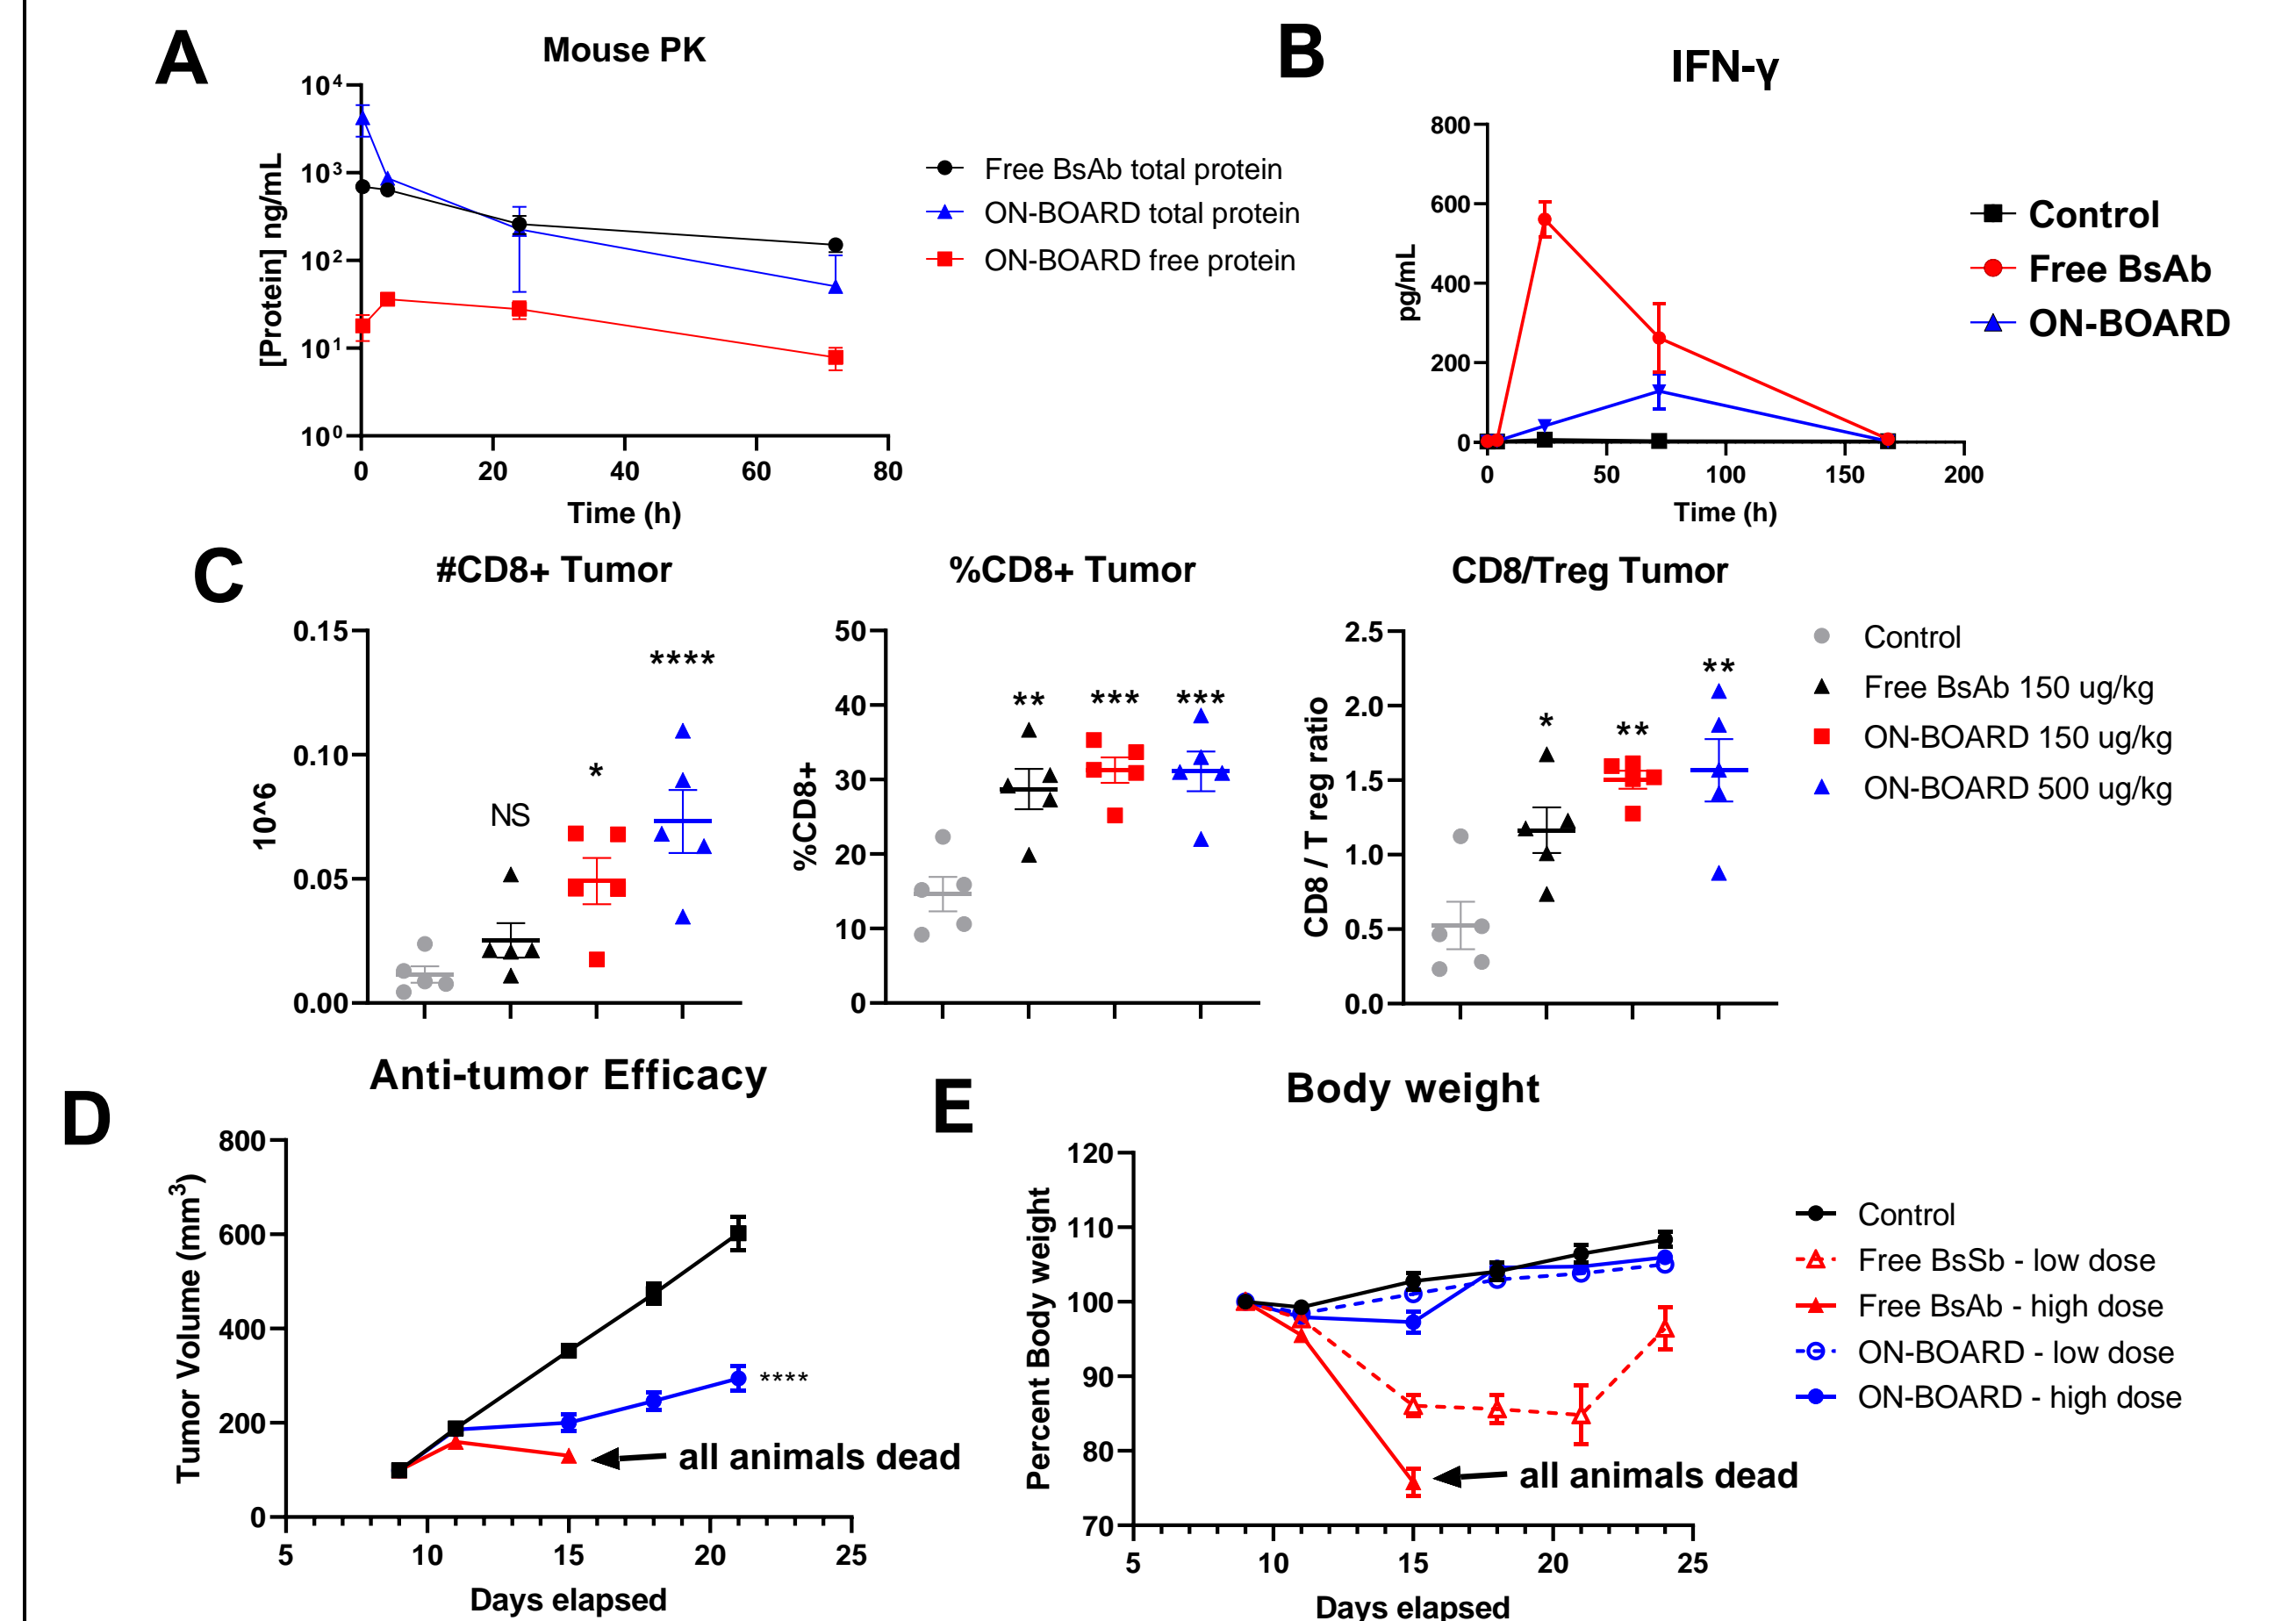 A
Mouse PK
10⁴
10³
10²
10¹
10⁰
[Protein] ng/mL
0 20 40 60 80
Time (h)
Free BsAb total protein
ON-BOARD total protein
ON-BOARD free protein
B
IFN-γ
800
600
400
200
0
pg/mL
0 50 100 150 200
Time (h)
Control
Free BsAb
ON-BOARD
C
#CD8+ Tumor
0.15
0.10
0.05
0.00
10^6
NS
*
****
%CD8+ Tumor
50
40
30
20
10
0
%CD8+
**
***
***
CD8/Treg Tumor
2.5
2.0
1.5
1.0
0.5
0.0
CD8 / T reg ratio
*
**
**
Control
Free BsAb 150 ug/kg
ON-BOARD 150 ug/kg
ON-BOARD 500 ug/kg
D
Anti-tumor Efficacy
800
600
400
200
0
Tumor Volume (mm³)
****
all animals dead
5 10 15 20 25
Days elapsed
E
Body weight
120
110
100
90
80
70
Percent Body weight
all animals dead
5 10 15 20 25
Days elapsed
Control
Free BsSb - low dose
Free BsAb - high dose
ON-BOARD - low dose
ON-BOARD - high dose